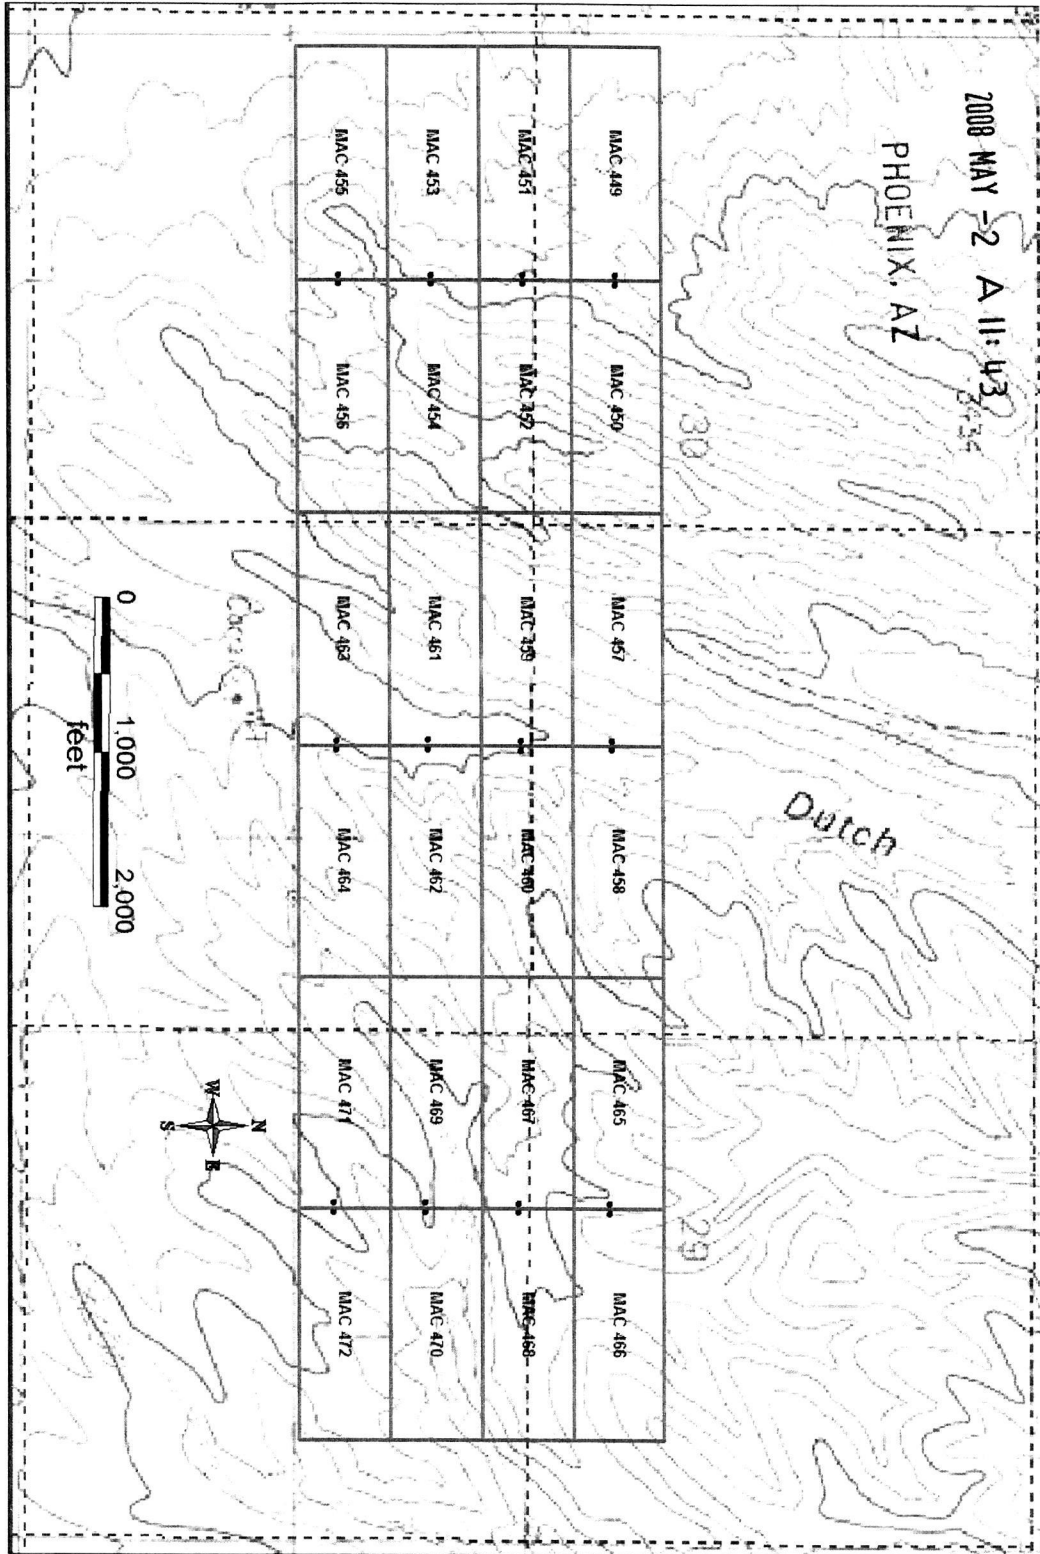 2008 MAY -2 A 11:43
PHOENIX, AZ
3434
30
Dutch
29
MAC 449
MAC 450
MAC 457
MAC 458
MAC 465
MAC 466
MAC 451
MAC 452
MAC 459
MAC 460
MAC 467
MAC 468
MAC 453
MAC 454
MAC 461
MAC 462
MAC 469
MAC 470
MAC 455
MAC 456
MAC 463
MAC 464
MAC 471
MAC 472
N
W
E
S
0
1,000
2,000
feet